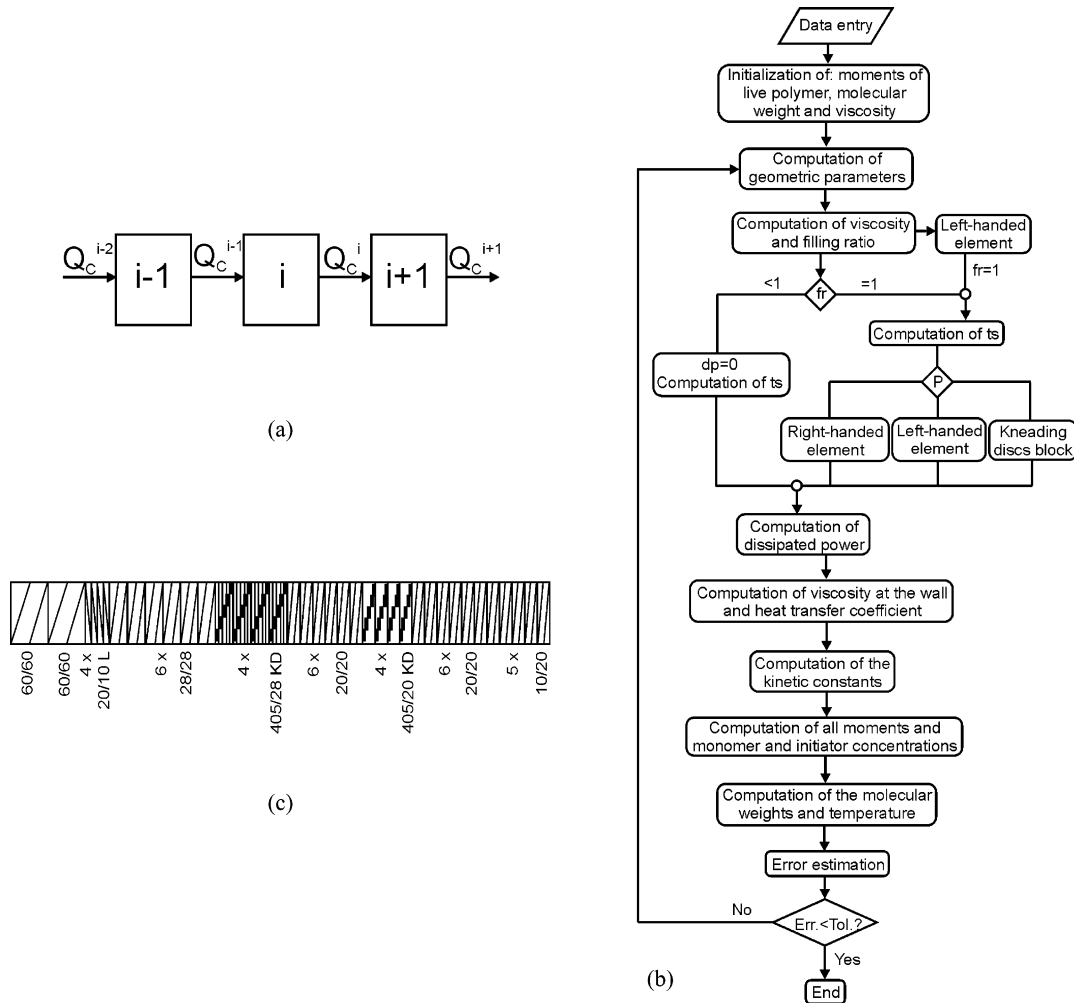 Q_C^{i-2}
i-1
Q_C^{i-1}
i
Q_C^{i}
i+1
Q_C^{i+1}
(a)
60/60
60/60
4 x
20/10 L
6 x
28/28
4 x
405/28 KD
6 x
20/20
4 x
405/20 KD
6 x
20/20
5 x
10/20
(c)
Data entry
Initialization of: moments of
live polymer, molecular
weight and viscosity
Computation of
geometric parameters
Computation of viscosity
and filling ratio
Left-handed
element
fr=1
<1
fr
=1
Computation of ts
dp=0
Computation of ts
P
Right-handed
element
Left-handed
element
Kneading
discs block
Computation of
dissipated power
Computation of viscosity at the wall
and heat transfer coefficient
Computation of the
kinetic constants
Computation of all moments and
monomer and initiator concentrations
Computation of the molecular
weights and temperature
Error estimation
No
Err.<Tol.?
Yes
End
(b)